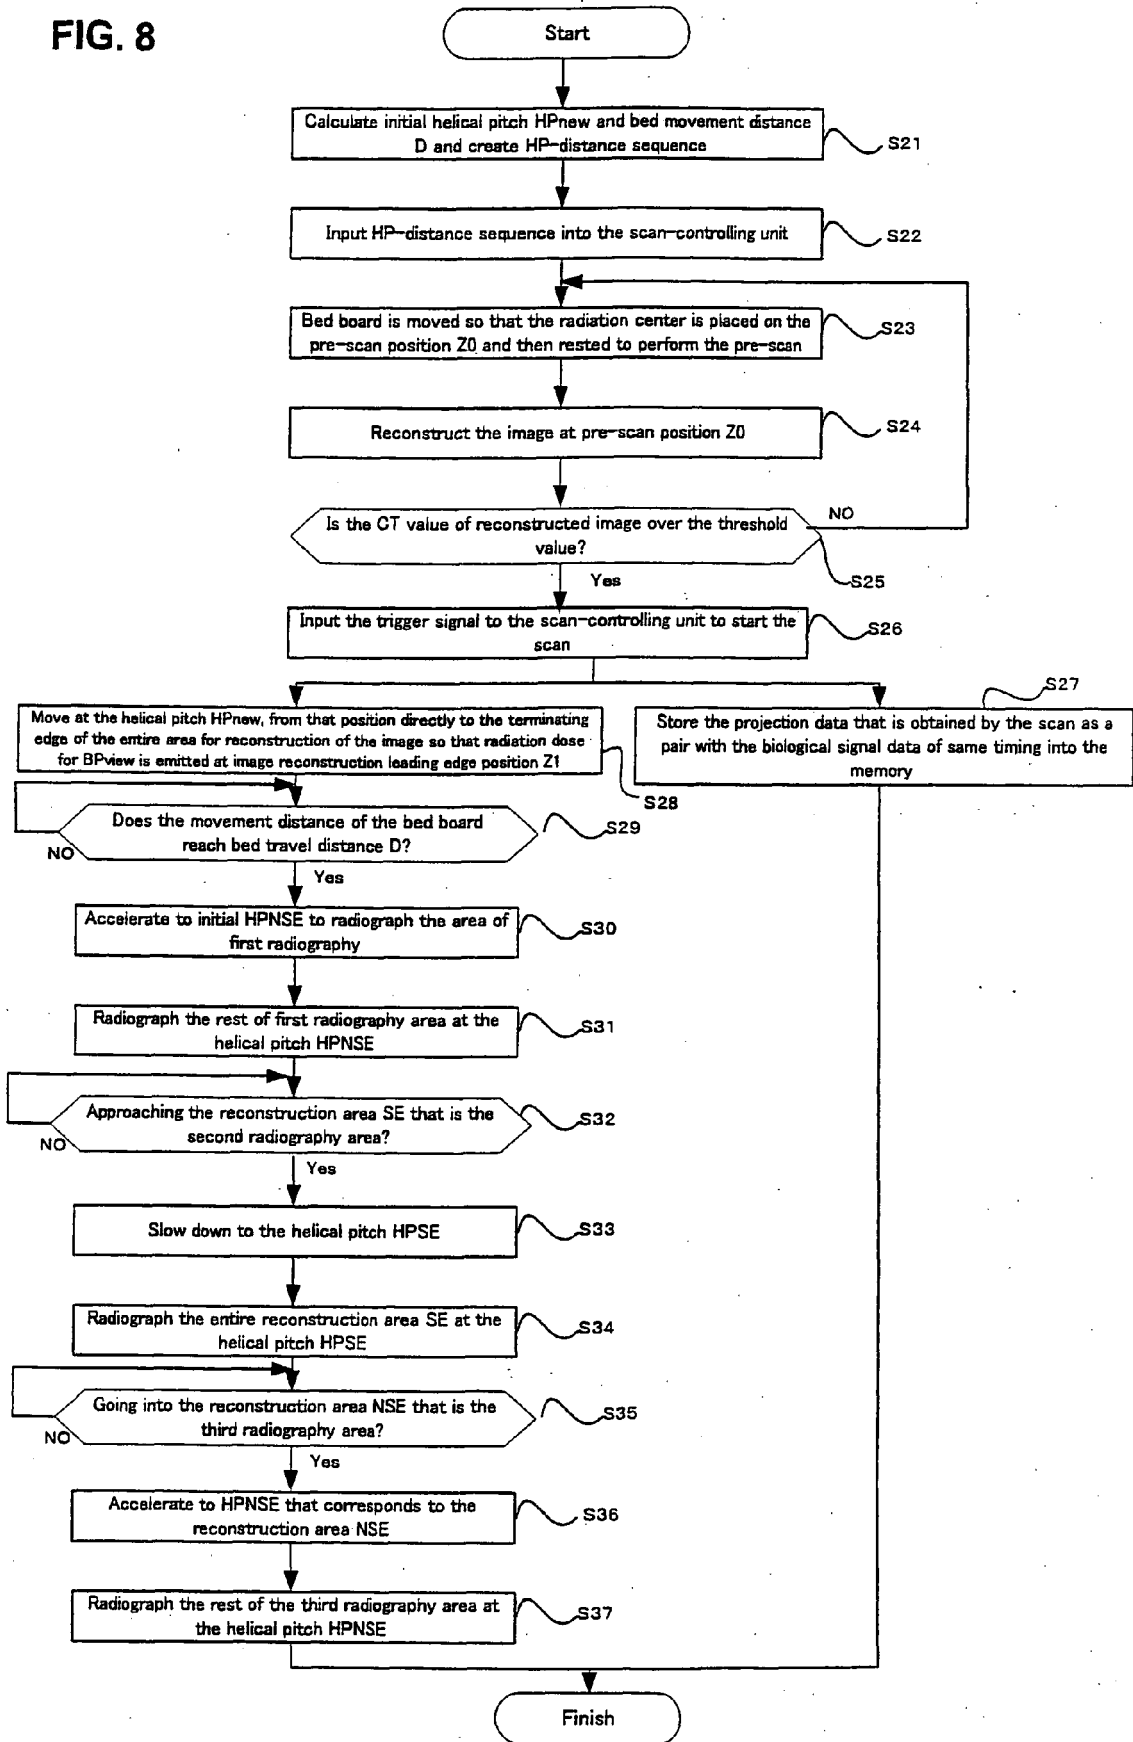 FIG. 8
Start
Calculate initial helical pitch HPnew and bed movement distance
D and create HP-distance sequence
S21
Input HP-distance sequence into the scan-controlling unit
S22
Bed board is moved so that the radiation center is placed on the
pre-scan position Z0 and then rested to perform the pre-scan
S23
Reconstruct the image at pre-scan position Z0
S24
Is the CT value of reconstructed image over the threshold
value?
NO
S25
Yes
Input the trigger signal to the scan-controlling unit to start the
scan
S26
S27
Move at the helical pitch HPnew, from that position directly to the terminating
edge of the entire area for reconstruction of the image so that radiation dose
for BPview is emitted at image reconstruction leading edge position Z1
S28
Store the projection data that is obtained by the scan as a
pair with the biological signal data of same timing into the
memory
Does the movement distance of the bed board
reach bed travel distance D?
S29
NO
Yes
Accelerate to initial HPNSE to radiograph the area of
first radiography
S30
Radiograph the rest of first radiography area at the
helical pitch HPNSE
S31
Approaching the reconstruction area SE that is the
second radiography area?
S32
NO
Yes
Slow down to the helical pitch HPSE
S33
Radiograph the entire reconstruction area SE at the
helical pitch HPSE
S34
Going into the reconstruction area NSE that is the
third radiography area?
S35
NO
Yes
Accelerate to HPNSE that corresponds to the
reconstruction area NSE
S36
Radiograph the rest of the third radiography area at
the helical pitch HPNSE
S37
Finish